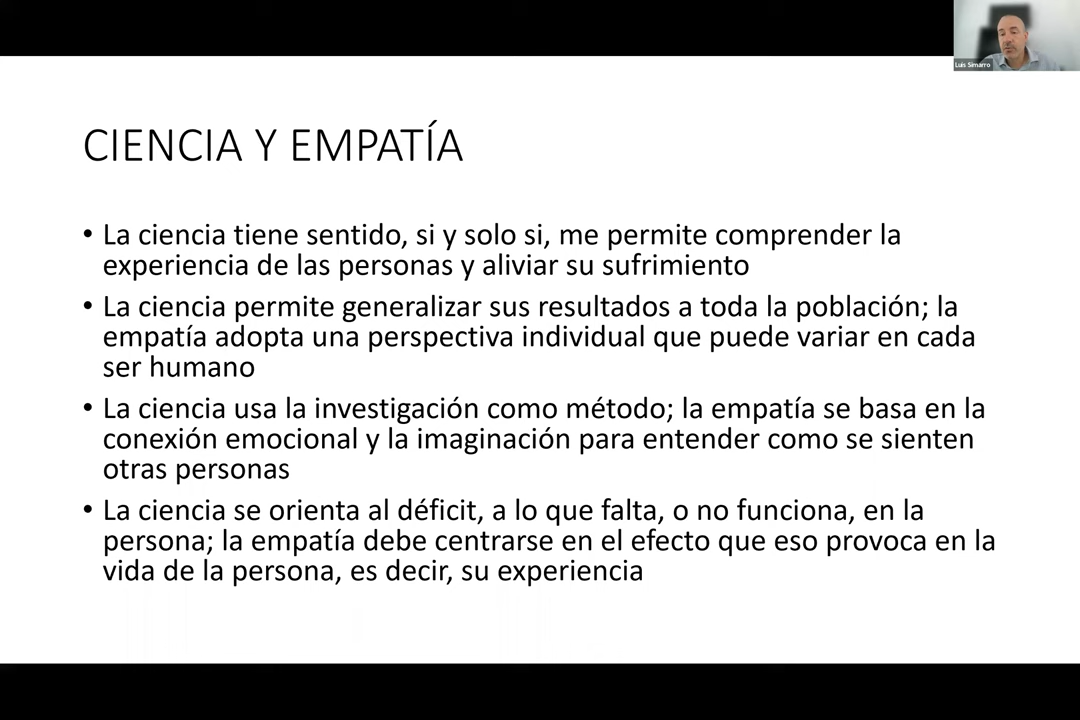 Luis Simarro
CIENCIA Y EMPATÍA
• La ciencia tiene sentido, si y solo si, me permite comprender la
experiencia de las personas y aliviar su sufrimiento
• La ciencia permite generalizar sus resultados a toda la población; la
empatía adopta una perspectiva individual que puede variar en cada
ser humano
• La ciencia usa la investigación como método; la empatía se basa en la
conexión emocional y la imaginación para entender como se sienten
otras personas
• La ciencia se orienta al déficit, a lo que falta, o no funciona, en la
persona; la empatía debe centrarse en el efecto que eso provoca en la
vida de la persona, es decir, su experiencia